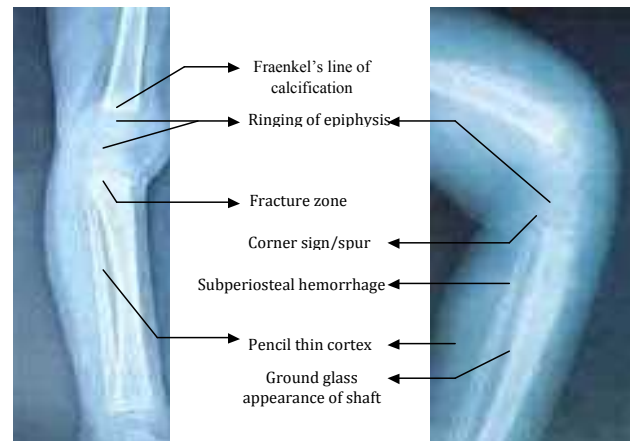 Fraenkel’s line of
calcification
Ringing of epiphysis
Fracture zone
Corner sign/spur
Subperiosteal hemorrhage
Pencil thin cortex
Ground glass
appearance of shaft